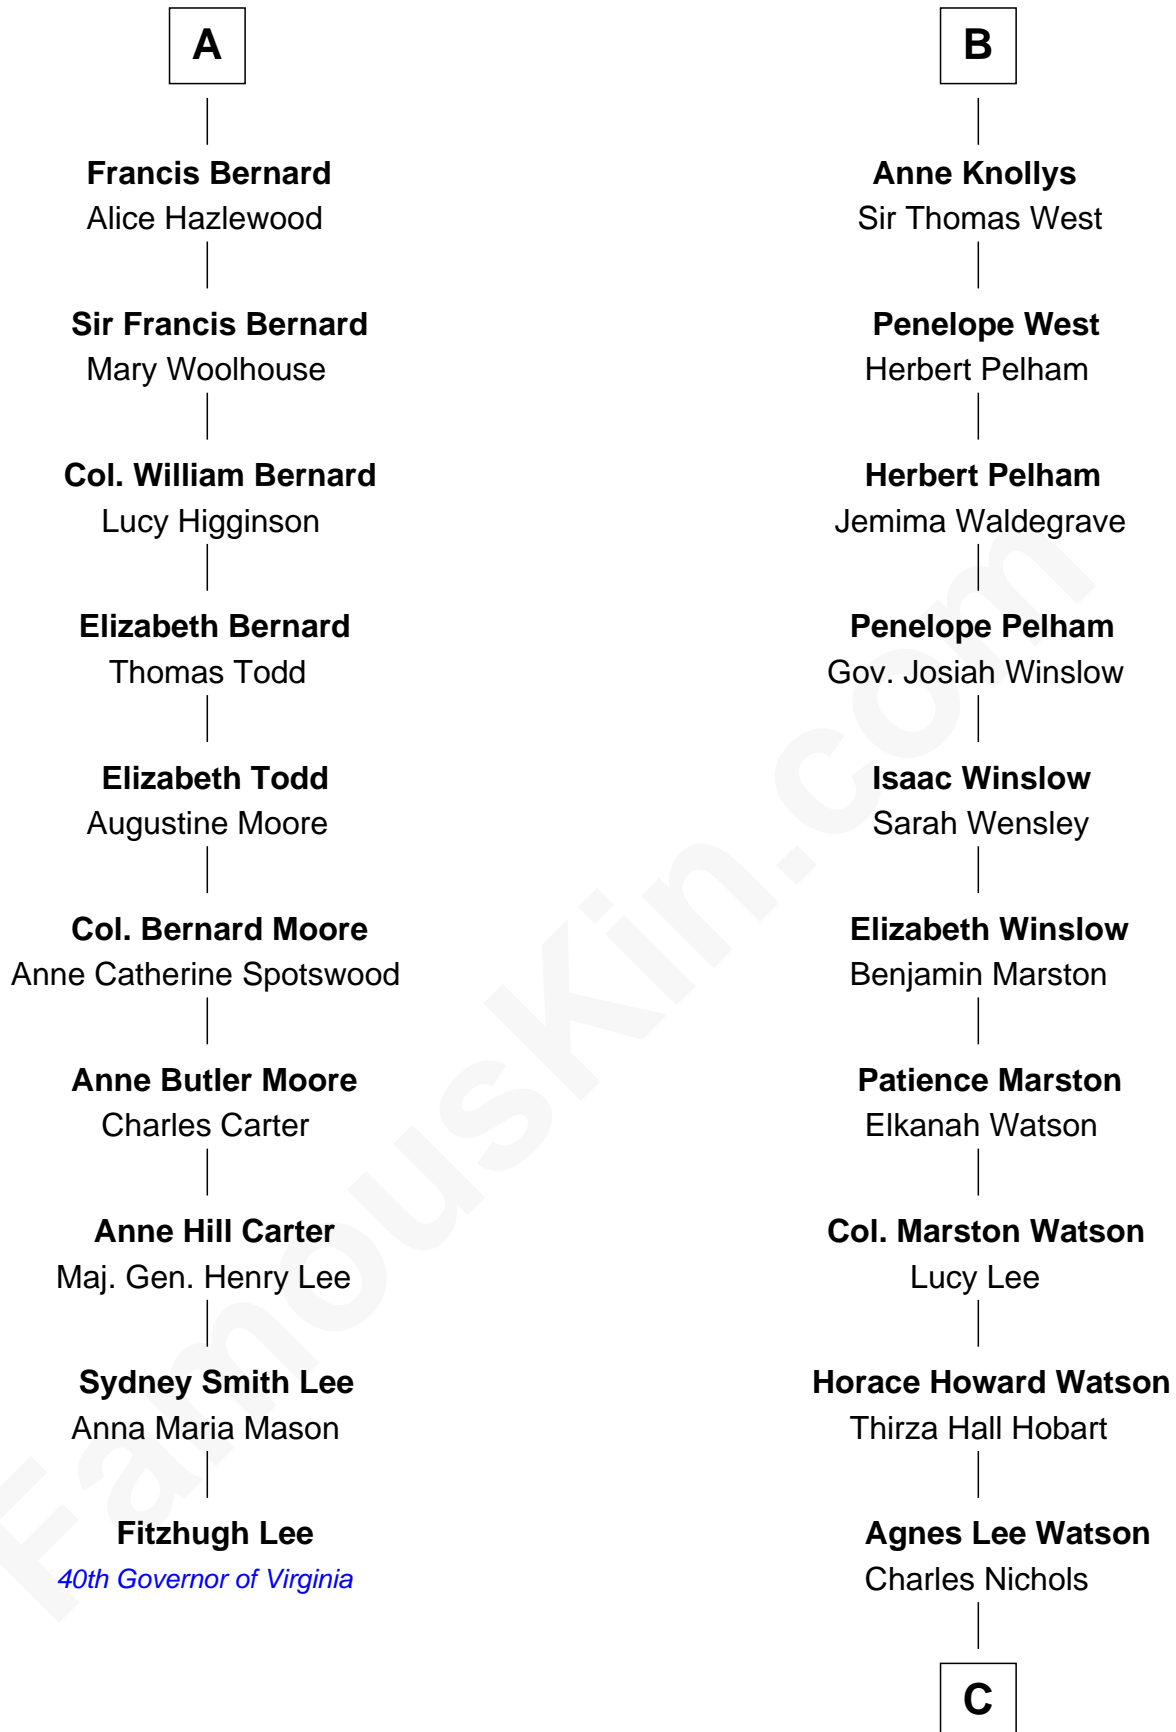 A
Francis Bernard
Alice Hazlewood
Sir Francis Bernard
Mary Woolhouse
Col. William Bernard
Lucy Higginson
Elizabeth Bernard
Thomas Todd
Elizabeth Todd
Augustine Moore
Col. Bernard Moore
Anne Catherine Spotswood
Anne Butler Moore
Charles Carter
Anne Hill Carter
Maj. Gen. Henry Lee
Sydney Smith Lee
Anna Maria Mason
Fitzhugh Lee
40th Governor of Virginia
B
Anne Knollys
Sir Thomas West
Penelope West
Herbert Pelham
Herbert Pelham
Jemima Waldegrave
Penelope Pelham
Gov. Josiah Winslow
Isaac Winslow
Sarah Wensley
Elizabeth Winslow
Benjamin Marston
Patience Marston
Elkanah Watson
Col. Marston Watson
Lucy Lee
Horace Howard Watson
Thirza Hall Hobart
Agnes Lee Watson
Charles Nichols
C
FamousKin.com